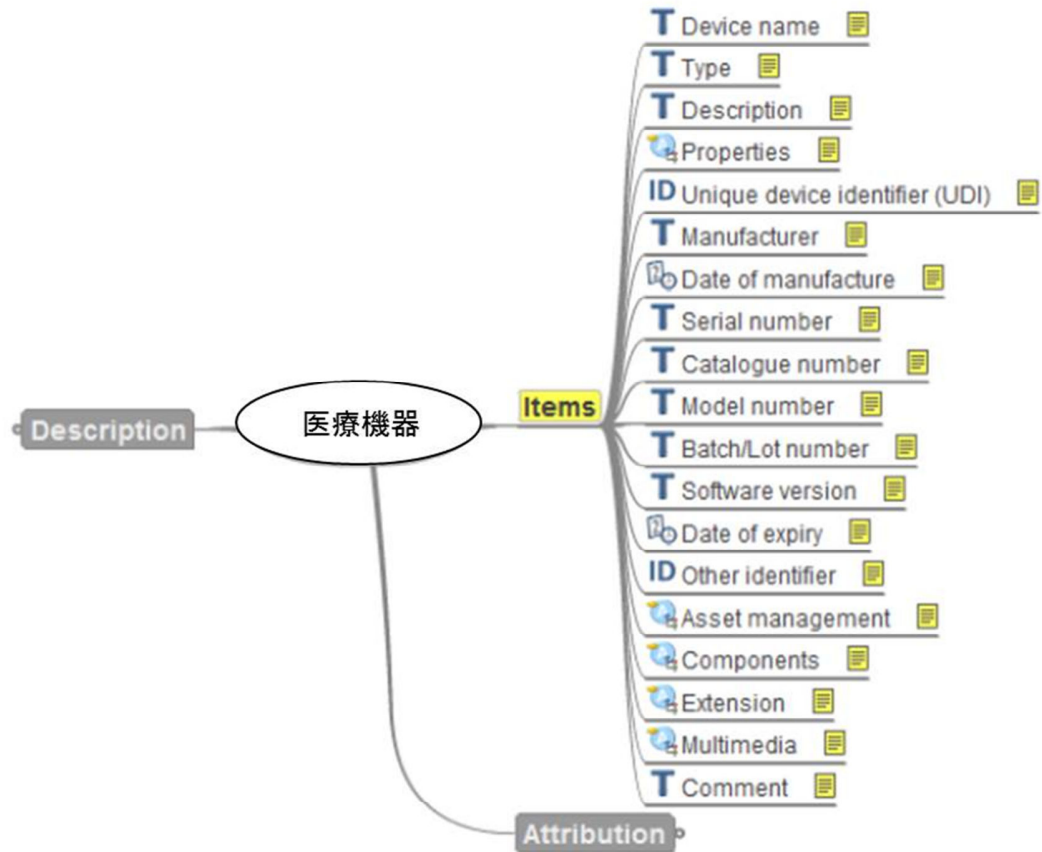 Device name
Type
Description
Properties
ID Unique device identifier (UDI)
Manufacturer
Date of manufacture
Serial number
Catalogue number
Model number
Batch/Lot number
Software version
Date of expiry
ID Other identifier
Asset management
Components
Extension
Multimedia
Comment
Items
医療機器
Description
Attribution